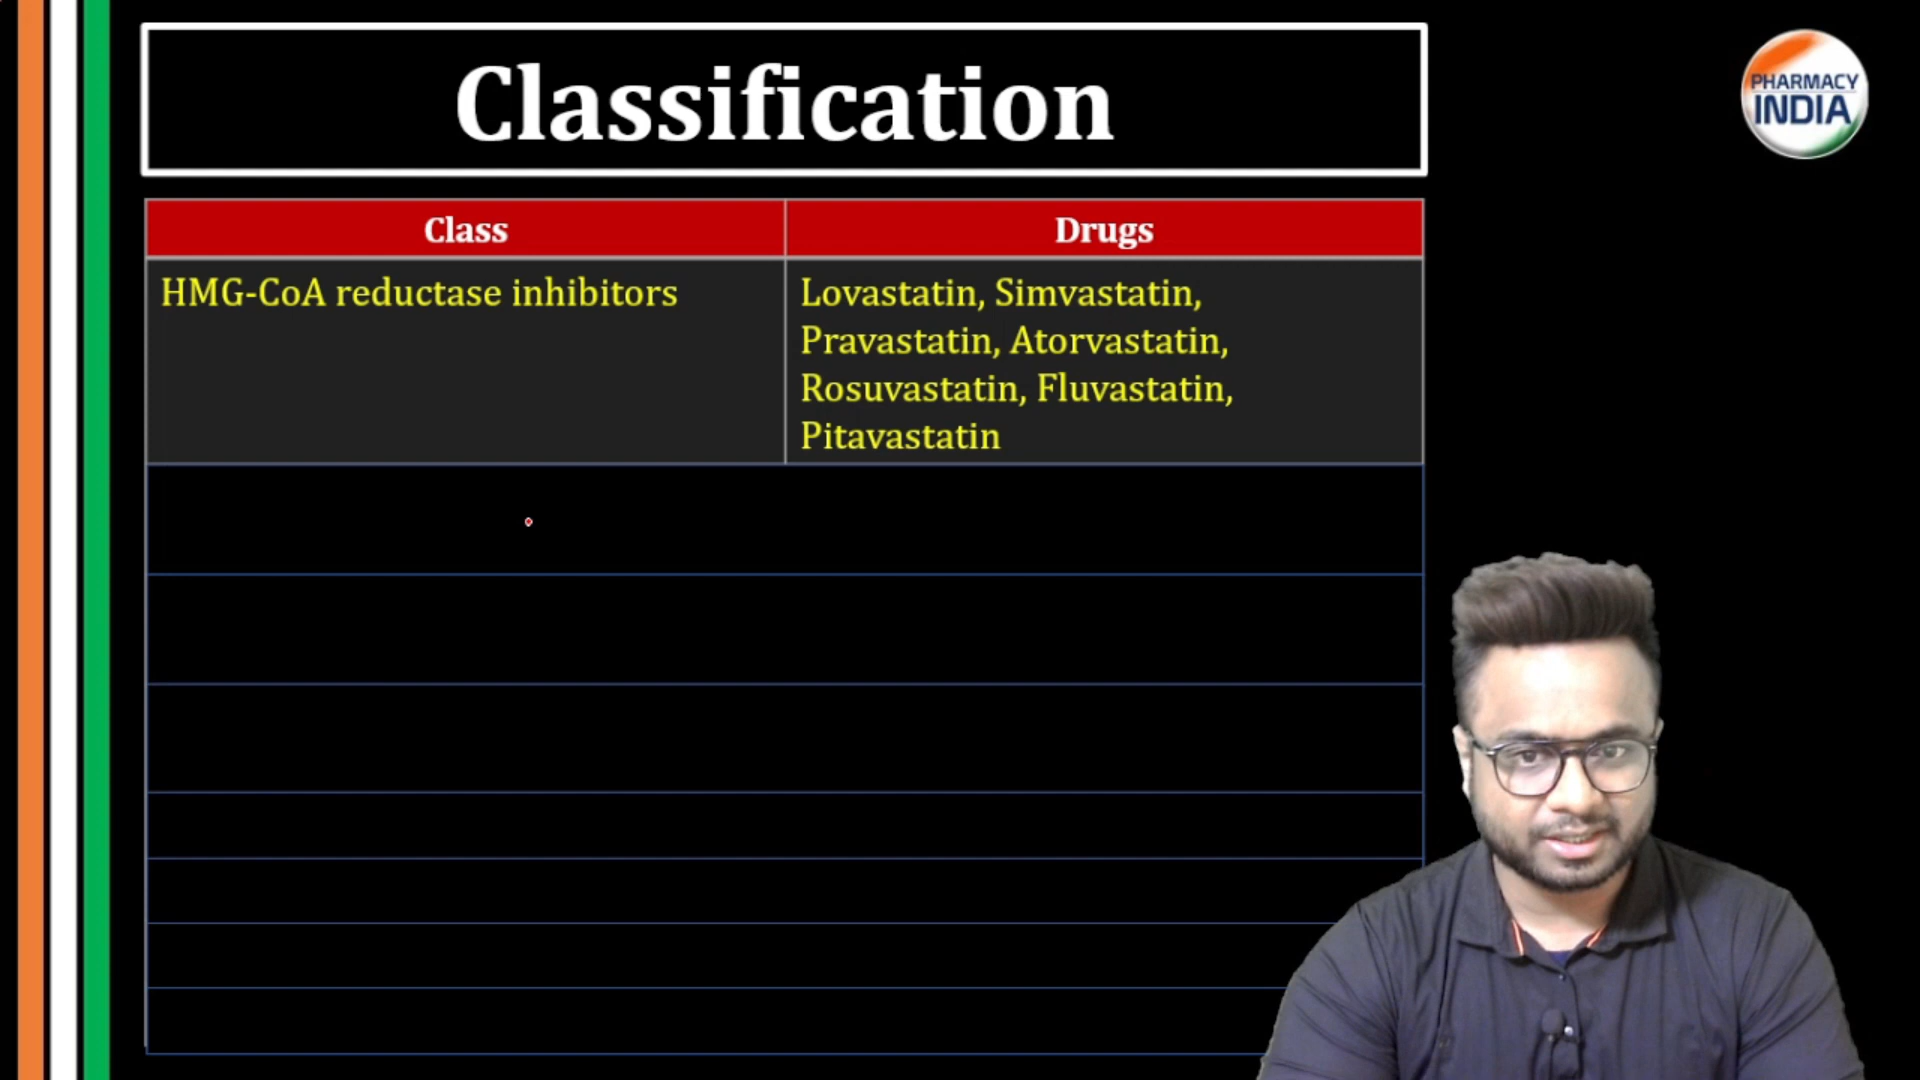 Classification
PHARMACY
INDIA
Class
Drugs
HMG-CoA reductase inhibitors
Lovastatin, Simvastatin,
Pravastatin, Atorvastatin,
Rosuvastatin, Fluvastatin,
Pitavastatin